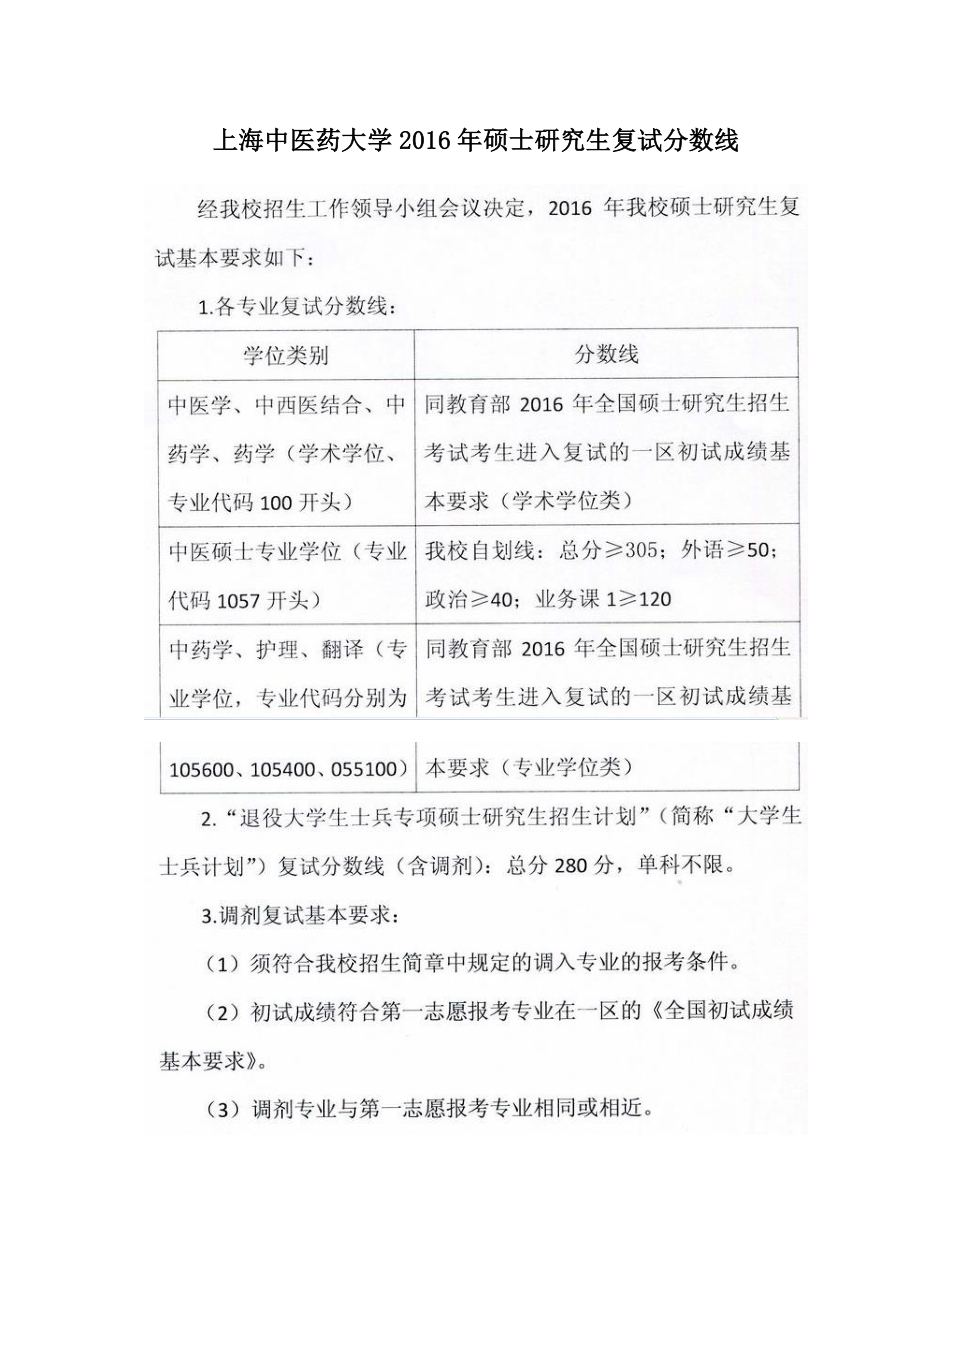 上海中医药大学 2016 年硕士研究生复试分数线
经我校招生工作领导小组会议决定，2016 年我校硕士研究生复
试基本要求如下：
1.各专业复试分数线：
学位类别 分数线
中医学、中西医结合、中 同教育部 2016 年全国硕士研究生招生
药学、药学（学术学位、 考试考生进入复试的一区初试成绩基
专业代码 100 开头） 本要求（学术学位类）
中医硕士专业学位（专业 我校自划线：总分≥305；外语≥50；
代码 1057 开头） 政治≥40；业务课 1≥120
中药学、护理、翻译（专 同教育部 2016 年全国硕士研究生招生
业学位，专业代码分别为 考试考生进入复试的一区初试成绩基
105600、105400、055100） 本要求（专业学位类）
2.“退役大学生士兵专项硕士研究生招生计划”（简称“大学生
士兵计划”）复试分数线（含调剂）：总分 280 分，单科不限。
3.调剂复试基本要求：
（1）须符合我校招生简章中规定的调入专业的报考条件。
（2）初试成绩符合第一志愿报考专业在一区的《全国初试成绩
基本要求》。
（3）调剂专业与第一志愿报考专业相同或相近。